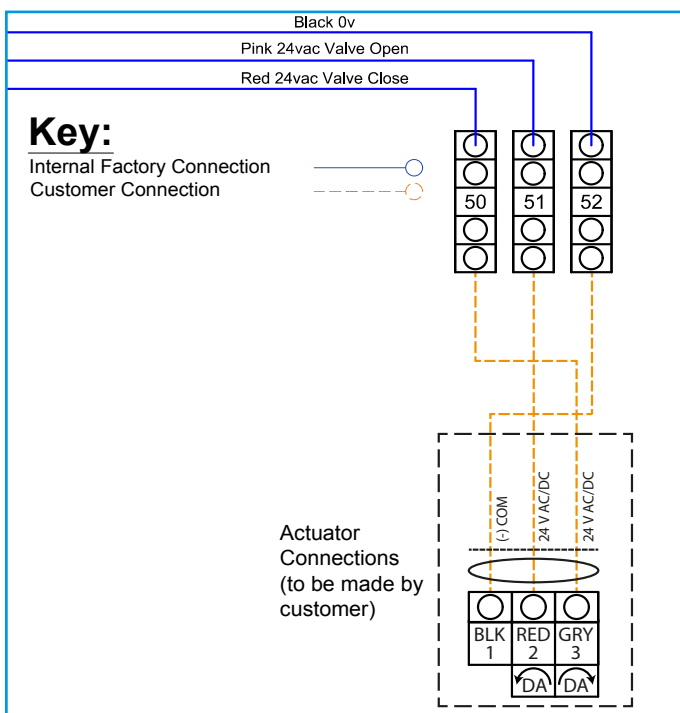 Black 0v
Pink 24vac Valve Open
Red 24vac Valve Close
Key:
Internal Factory Connection
Customer Connection
50 51 52
(-) COM
24 V AC/DC
24 V AC/DC
Actuator
Connections
(to be made by
customer)
BLK RED GRY
1 2 3
DA DA